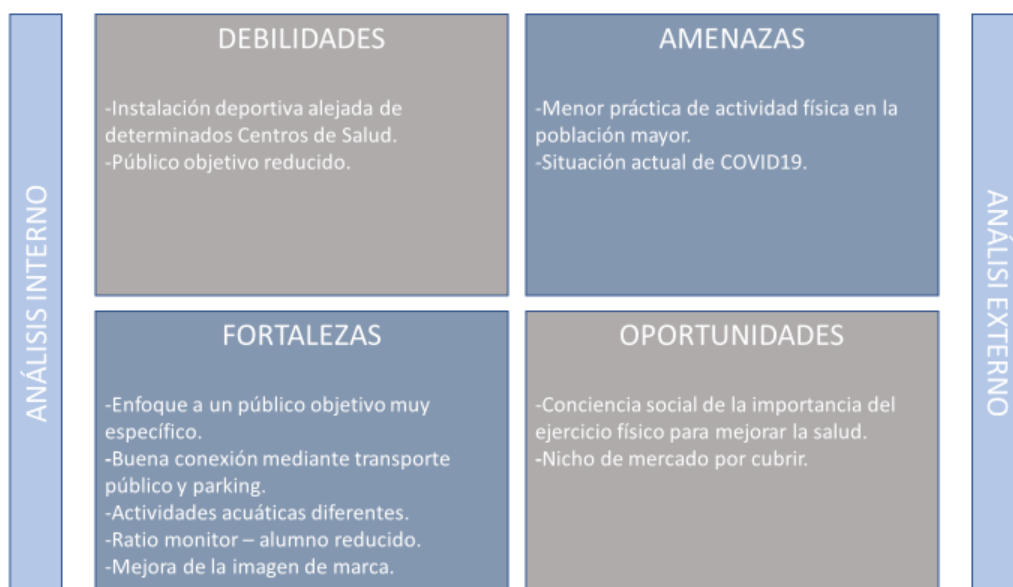 ANÁLISIS INTERNO
DEBILIDADES
-Instalación deportiva alejada de
determinados Centros de Salud.
-Público objetivo reducido.
AMENAZAS
-Menor práctica de actividad física en la
población mayor.
-Situación actual de COVID19.
FORTALEZAS
-Enfoque a un público objetivo muy
específico.
-Buena conexión mediante transporte
público y parking.
-Actividades acuáticas diferentes.
-Ratio monitor – alumno reducido.
-Mejora de la imagen de marca.
OPORTUNIDADES
-Conciencia social de la importancia del
ejercicio físico para mejorar la salud.
-Nicho de mercado por cubrir.
ANÁLISI EXTERNO